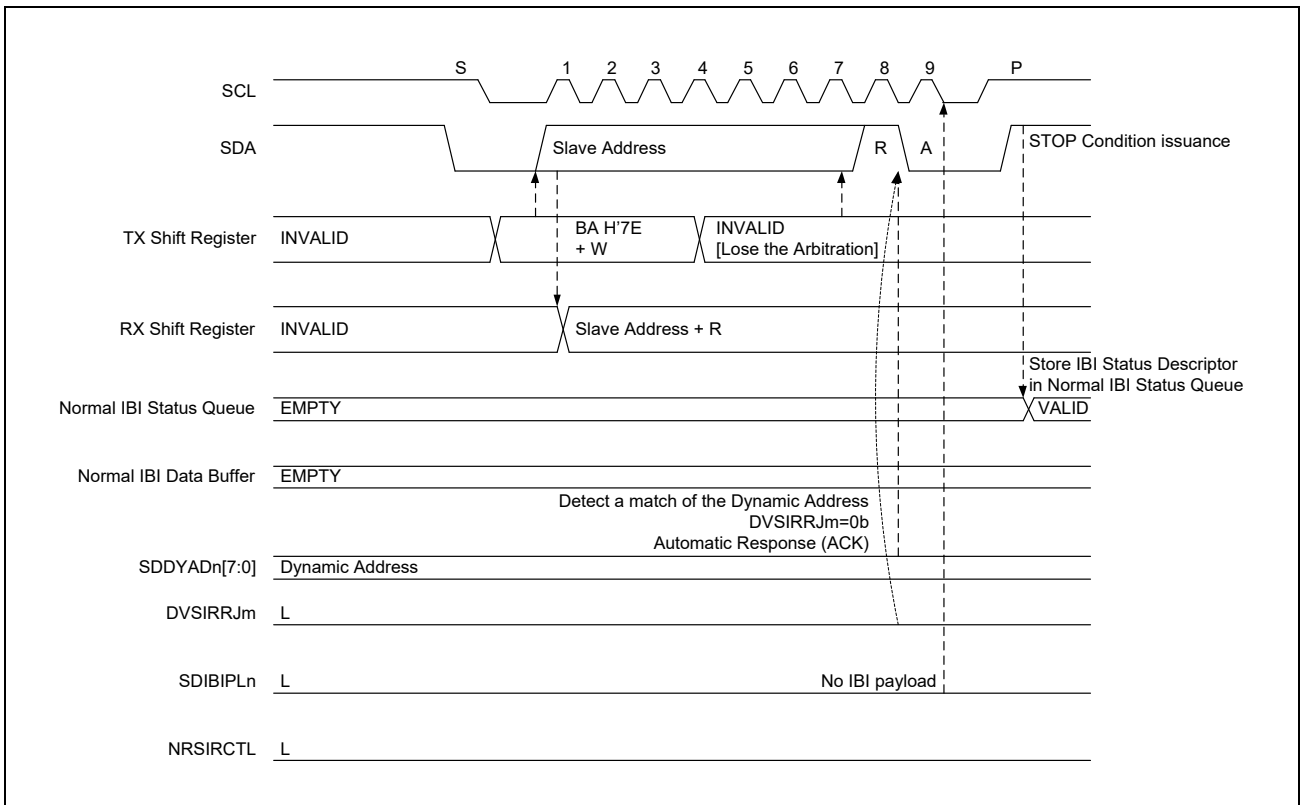 S 1 2 3 4 5 6 7 8 9 P
SCL
SDA Slave Address R A STOP Condition issuance
TX Shift Register INVALID BA H'7E INVALID
+ W [Lose the Arbitration]
RX Shift Register INVALID Slave Address + R
Store IBI Status Descriptor
in Normal IBI Status Queue
Normal IBI Status Queue EMPTY VALID
Normal IBI Data Buffer EMPTY
Detect a match of the Dynamic Address
DVSIRRJm=0b
Automatic Response (ACK)
SDDYADn[7:0] Dynamic Address
DVSIRRJm L
SDIBIPLn L No IBI payload
NRSIRCTL L